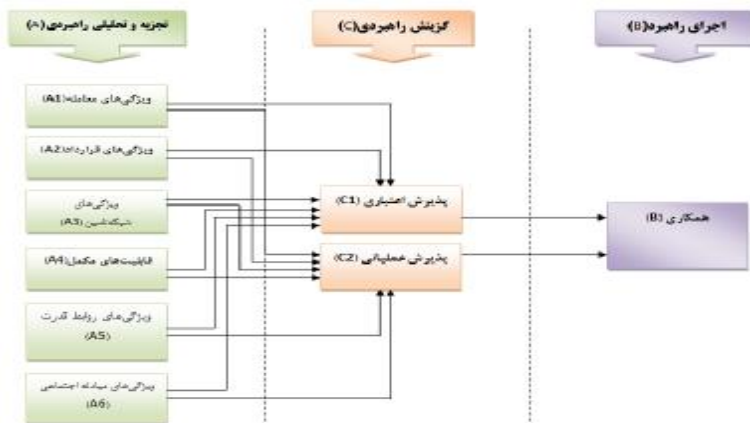 تجزیه و تحلیلی راهبردی(A)
گزینش راهبردی(C)
اجرای راهبرد(B)
ویژگی‌های معامله(A1)
ویژگی‌های قرارداد(A2)
ویژگی‌های
شبکه تامین (A3)
قابلیت‌های مکمل(A4)
ویژگی‌های روابط قدرت
(A5)
ویژگی‌های مبادله اجتماعی
(A6)
پذیرش اعتباری (C1)
پذیرش عملیاتی (C2)
همکاری (B)